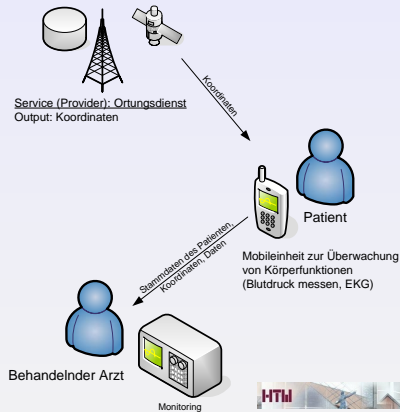 Service (Provider): Ortungsdienst
Output: Koordinaten
Koordinaten
Patient
Mobileinheit zur Überwachung
von Körperfunktionen
(Blutdruck messen, EKG)
Stammdaten des Patienten,
Koordinaten, Daten
Behandelnder Arzt
Monitoring
HTW